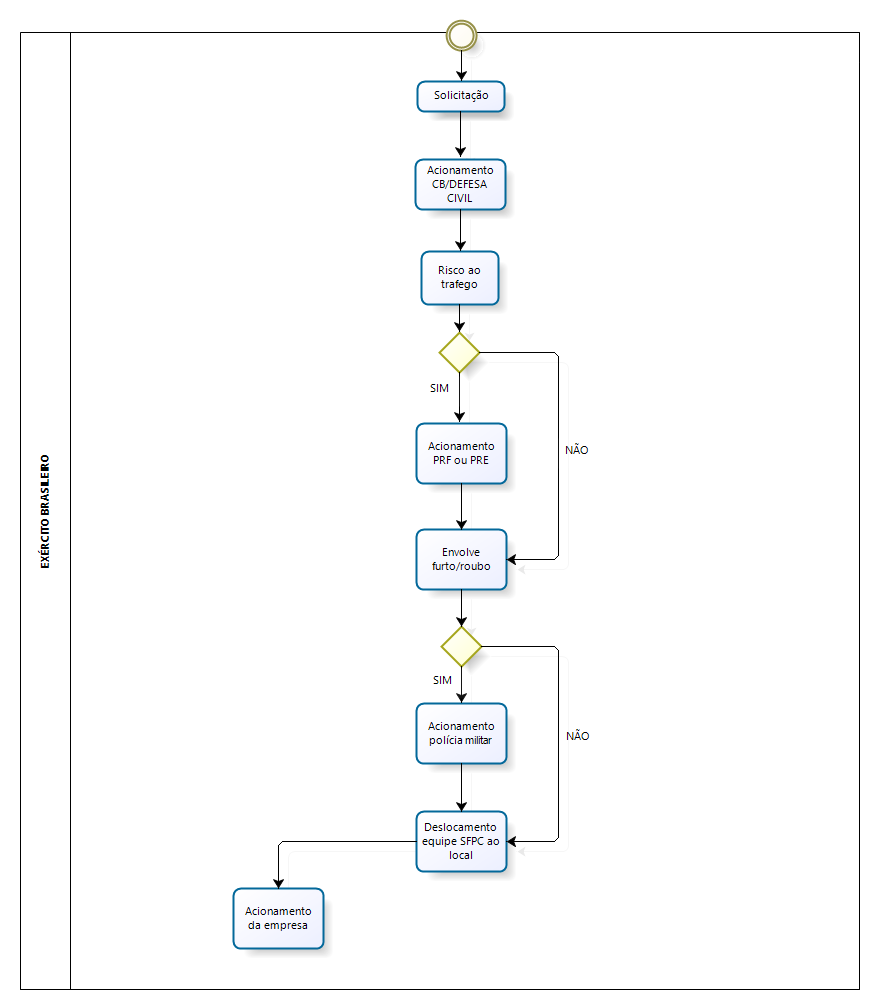 EXÉRCITO BRASILEIRO
Solicitação
Acionamento
CB/DEFESA
CIVIL
Risco ao
trafego
SIM
NÃO
Acionamento
PRF ou PRE
Envolve
furto/roubo
SIM
NÃO
Acionamento
polícia militar
Deslocamento
equipe SFPC ao
local
Acionamento
da empresa